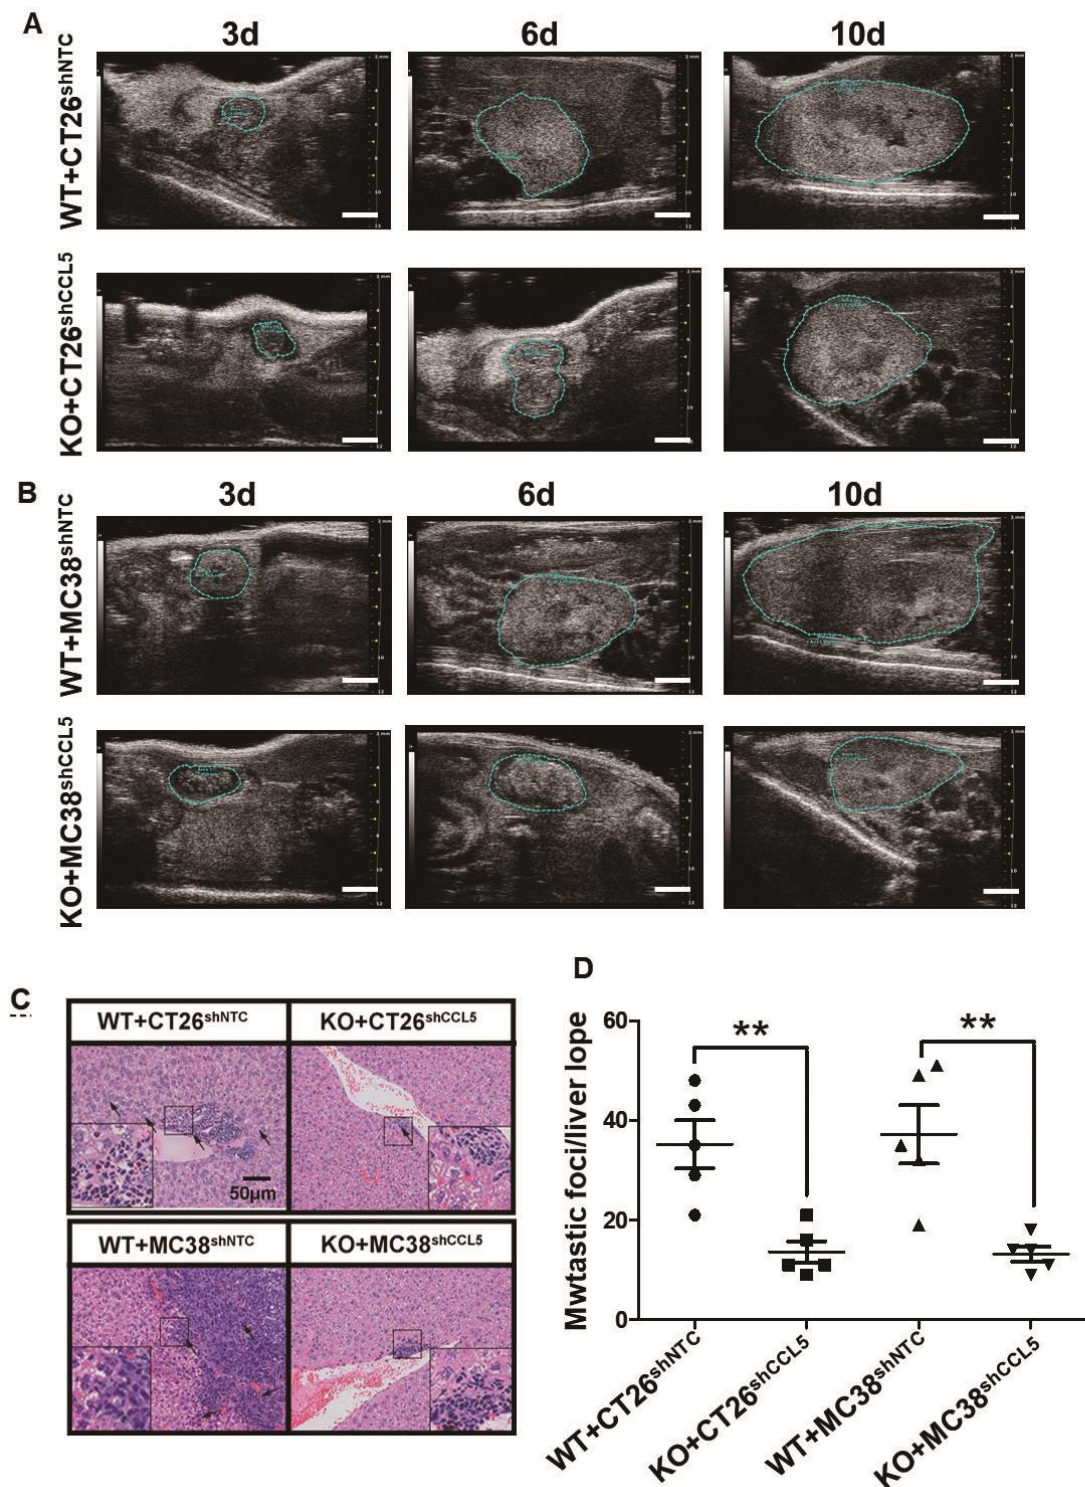 A
3d 6d 10d
WT+CT26shNTC
KO+CT26shCCL5
B
3d 6d 10d
WT+MC38shNTC
KO+MC38shCCL5
C
WT+CT26shNTC KO+CT26shCCL5
50μm
WT+MC38shNTC KO+MC38shCCL5
D
Mwtastic foci/liver lope
60
40
20
0
** **
WT+CT26shNTC
KO+CT26shCCL5
WT+MC38shNTC
KO+MC38shCCL5